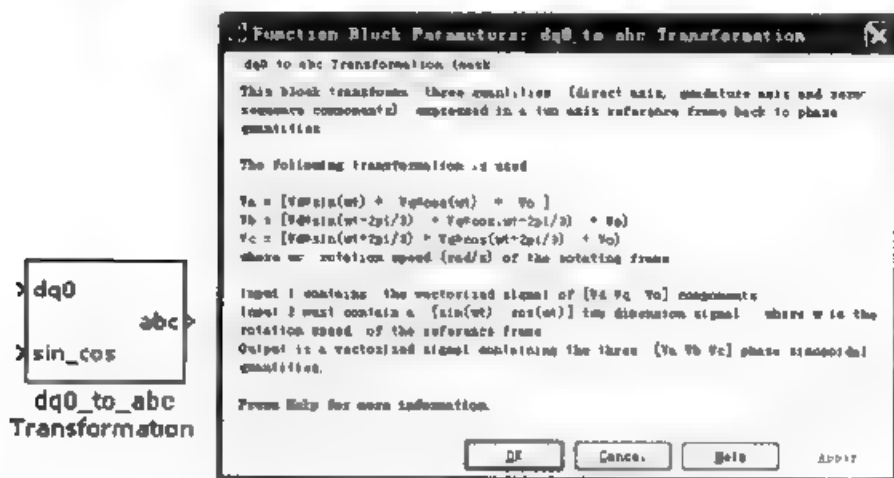 Function Block Parameters: dq0_to_abc Transformation
dq0 to abc Transformation (mask
This block transforms three quantities (direct axis, quadature axis and zero-
sequence components) expressed in a two axis reference frame back to phase
quantities
The following transformation is used
Va = [Vd*sin(wt) + Vq*cos(wt) + Vo ]
Vb = [Vd*sin(wt-2pi/3) + Vq*cos(wt-2pi/3) + Vo)
Vc = [Vd*sin(wt+2pi/3) + Vq*cos(wt+2pi/3) + Vo)
where w= rotation speed (rad/s) of the rotating frame
Input 1 contains the vectorized signal of [Vd Vq Vo] components
Input 2 must contain a [sin(wt) cos(wt)] two dimension signal where w is the
rotation speed of the reference frame
Output is a vectorized signal containing the three [Va Vb Vc] phase sinusoidal
quantities.
Press Help for more information
OK Cancel Help Apply
dq0
abc
sin_cos
dq0_to_abc
Transformation